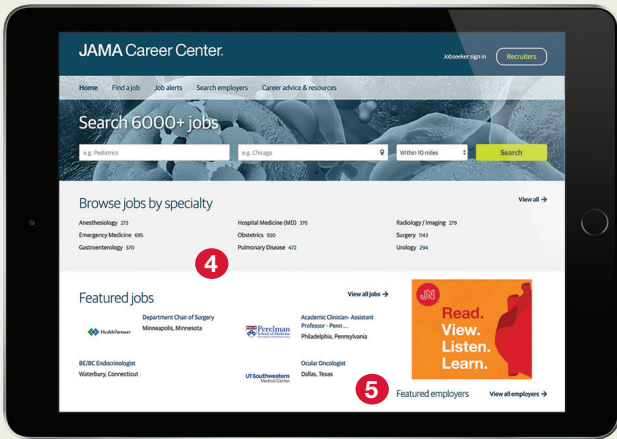 JAMA Career Center®
Jobseeker sign in
Recruiters
Home Find a job Job alerts Search employers Career advice & resources
Search 6000+ jobs
e.g. Pediatrics
e.g. Chicago
Within 10 miles
Search
Browse jobs by specialty
View all →
Anesthesiology 273
Hospital Medicine (MD) 376
Radiology / Imaging 279
Emergency Medicine 695
Obstetrics 920
Surgery 1143
Gastroenterology 570
Pulmonary Disease 472
Urology 294
4
Featured jobs
View all jobs →
HealthPartners
Department Chair of Surgery
Minneapolis, Minnesota
Perelman
School of Medicine
Academic Clinician- Assistant
Professor - Penn ...
Philadelphia, Pennsylvania
BE/BC Endocrinologist
Waterbury, Connecticut
UTSouthwestern
Medical Center
Ocular Oncologist
Dallas, Texas
JN
Read.
View.
Listen.
Learn.
5
Featured employers
View all employers →